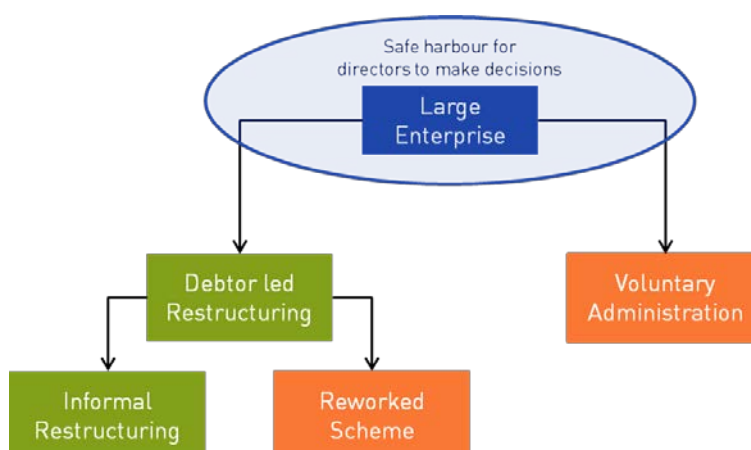 Safe harbour for
directors to make decisions
Large
Enterprise
Debtor led
Restructuring
Voluntary
Administration
Informal
Restructuring
Reworked
Scheme